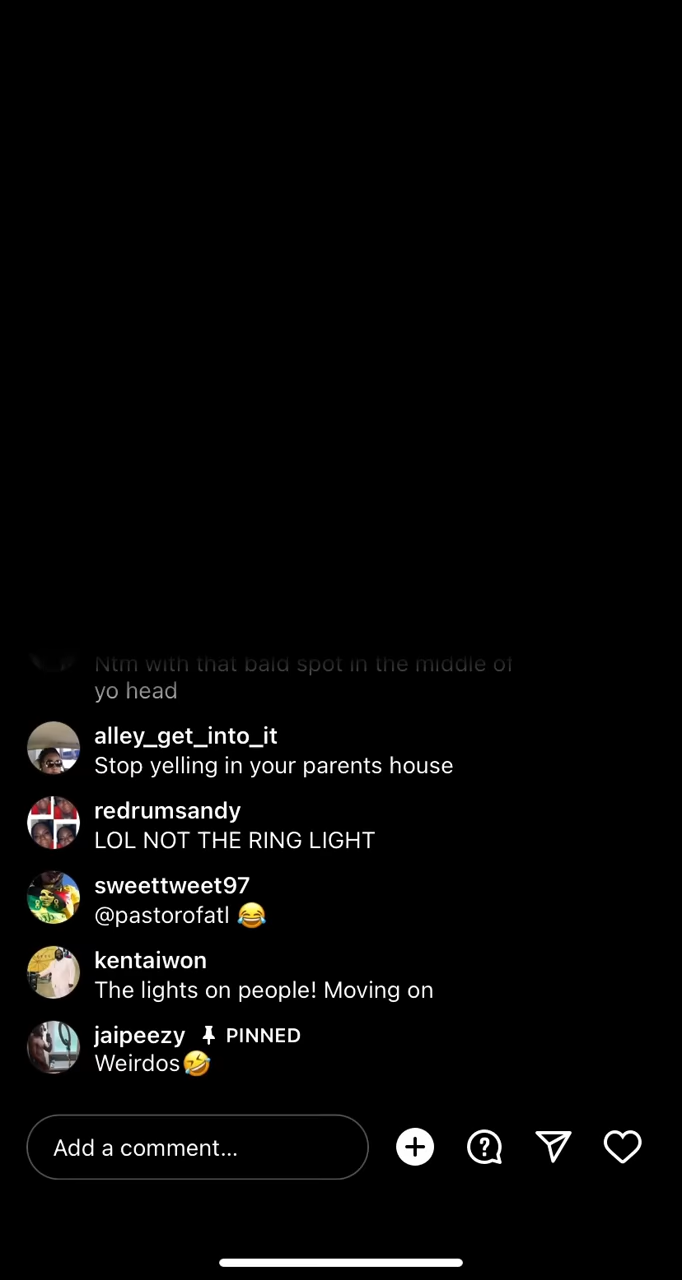 Ntm with that bald spot in the middle of
yo head
alley_get_into_it
Stop yelling in your parents house
redrumsandy
LOL NOT THE RING LIGHT
sweettweet97
@pastorofatl 😂
kentaiwon
The lights on people! Moving on
jaipeezy PINNED
Weirdos🤣
Add a comment...